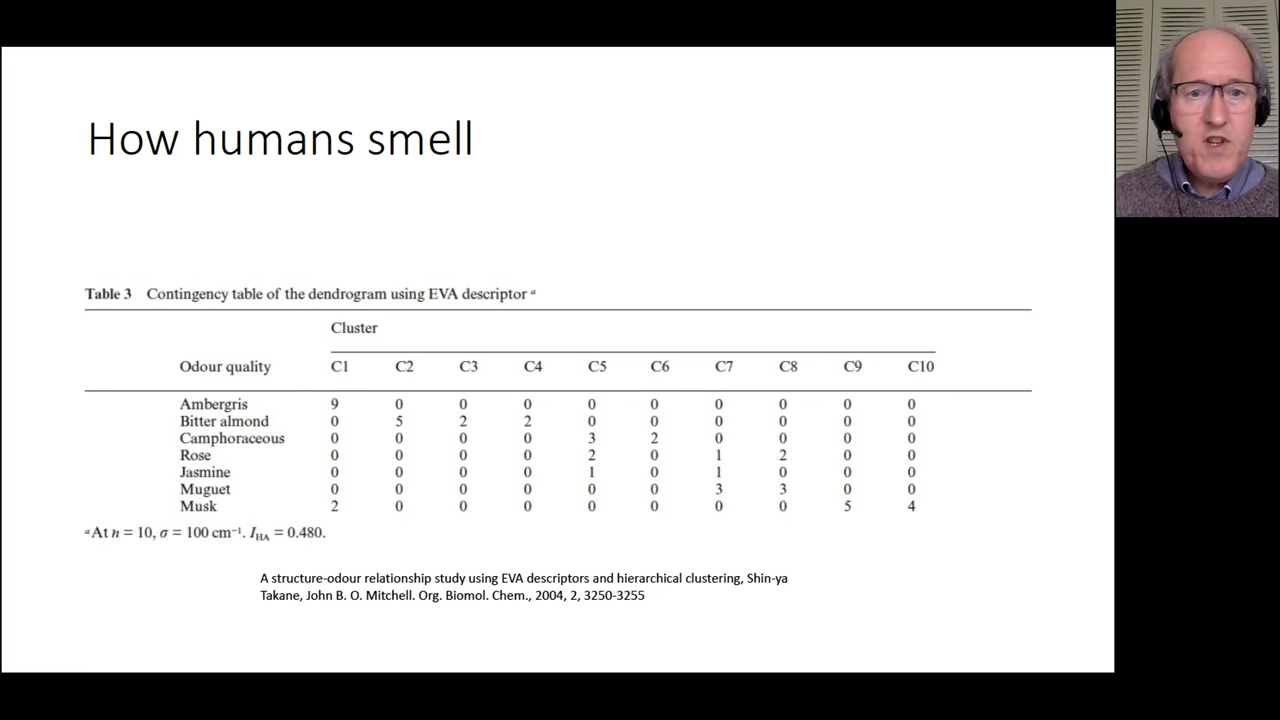 How humans smell
Table 3 Contingency table of the dendrogram using EVA descriptor a
Cluster
Odour quality C1 C2 C3 C4 C5 C6 C7 C8 C9 C10
Ambergris 9 0 0 0 0 0 0 0 0 0
Bitter almond 0 5 2 2 0 0 0 0 0 0
Camphoraceous 0 0 0 0 3 2 0 0 0 0
Rose 0 0 0 0 2 0 1 2 0 0
Jasmine 0 0 0 0 1 0 1 0 0 0
Muguet 0 0 0 0 0 0 3 3 0 0
Musk 2 0 0 0 0 0 0 0 5 4
a At n = 10, σ = 100 cm⁻¹. I_HA = 0.480.
A structure-odour relationship study using EVA descriptors and hierarchical clustering, Shin-ya
Takane, John B. O. Mitchell. Org. Biomol. Chem., 2004, 2, 3250-3255